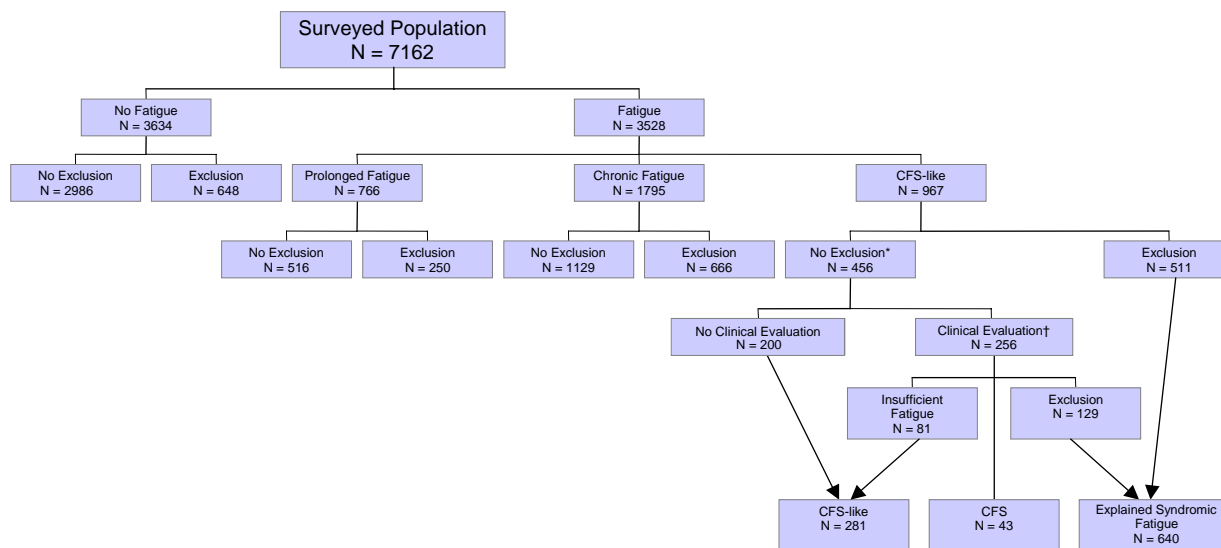 Surveyed Population
N = 7162
No Fatigue
N = 3634
Fatigue
N = 3528
No Exclusion
N = 2986
Exclusion
N = 648
Prolonged Fatigue
N = 766
Chronic Fatigue
N = 1795
CFS-like
N = 967
No Exclusion
N = 516
Exclusion
N = 250
No Exclusion
N = 1129
Exclusion
N = 666
No Exclusion*
N = 456
Exclusion
N = 511
No Clinical Evaluation
N = 200
Clinical Evaluation†
N = 256
Insufficient
Fatigue
N = 81
Exclusion
N = 129
CFS-like
N = 281
CFS
N = 43
Explained Syndromic
Fatigue
N = 640